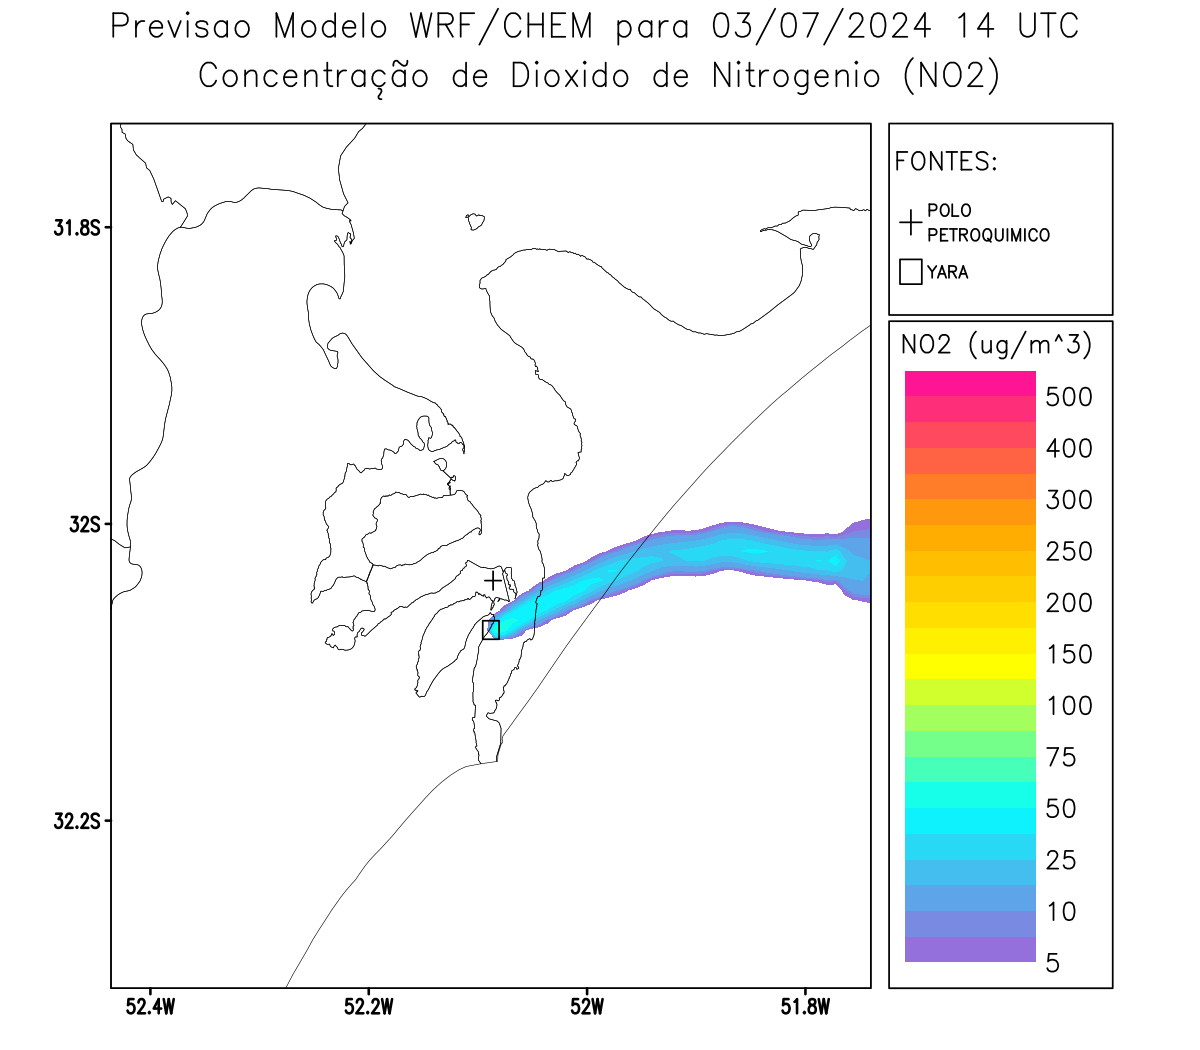 Previsao Modelo WRF/CHEM para 03/07/2024 14 UTC
Concentração de Dioxido de Nitrogenio (NO2)
FONTES:
POLO
PETROQUIMICO
YARA
NO2 (ug/m^3)
500
400
300
250
200
150
100
75
50
25
10
5
31.8S
32S
32.2S
52.4W
52.2W
52W
51.8W